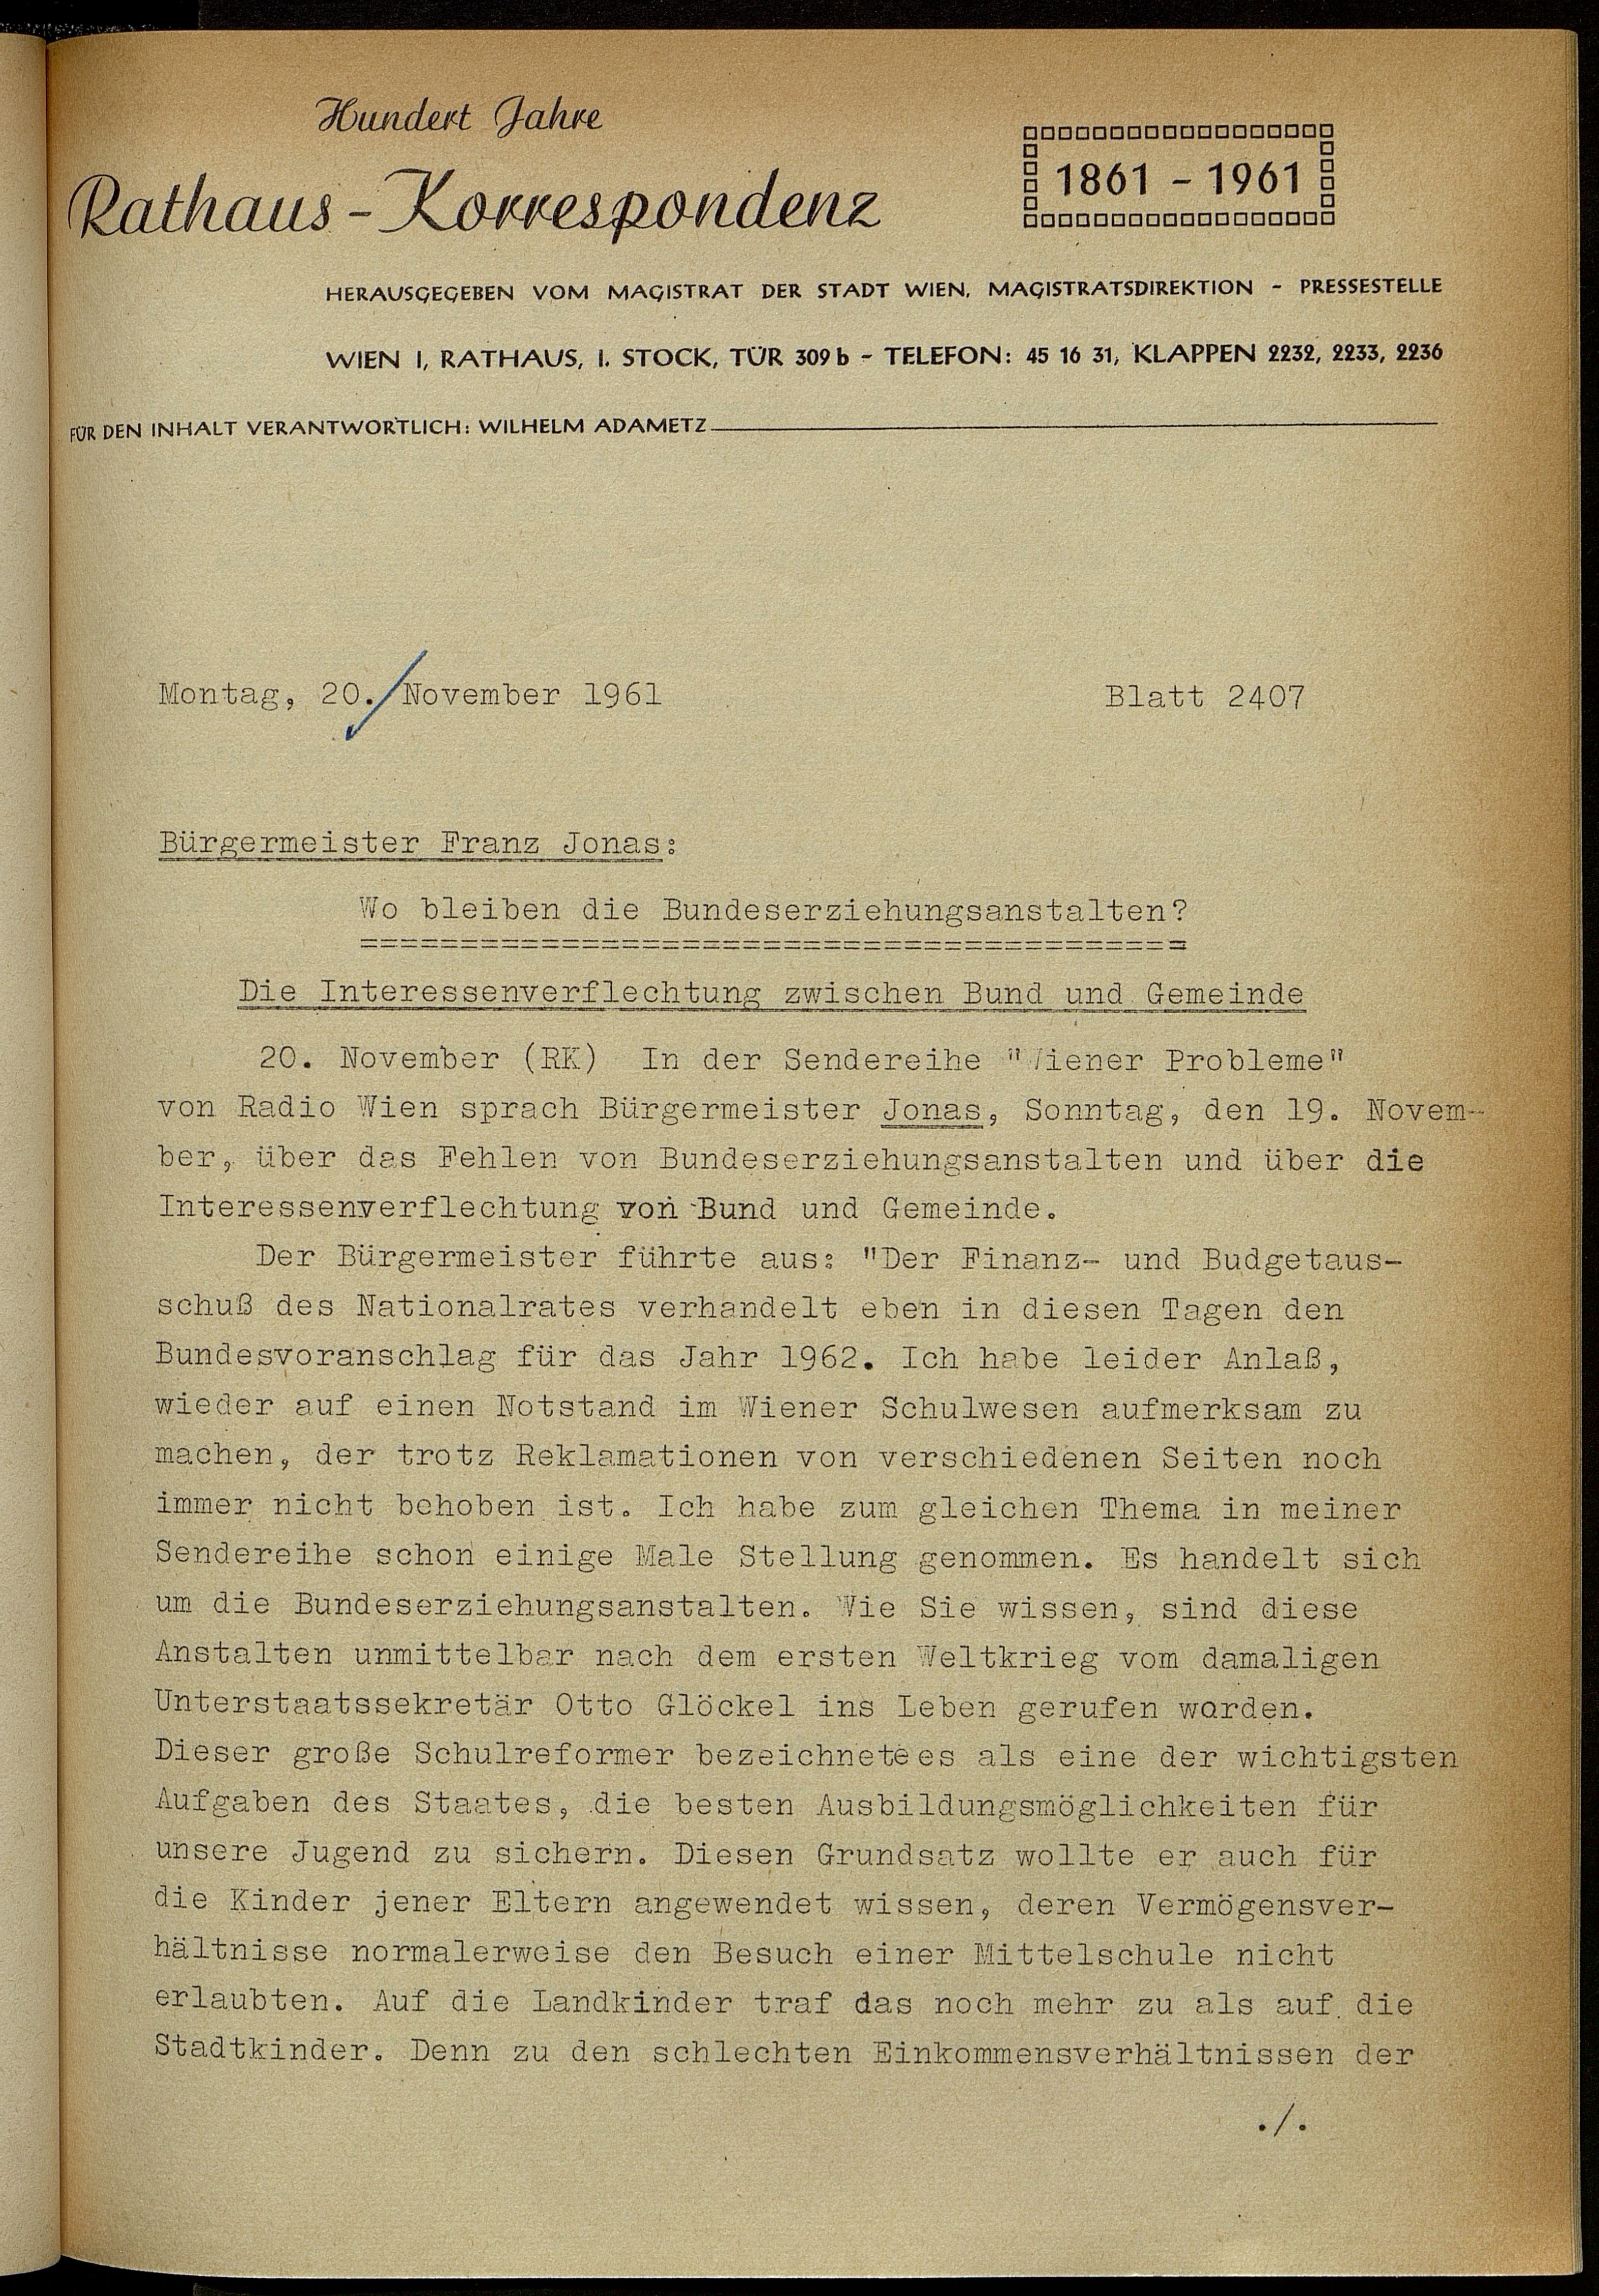 Hundert Jahre
Rathaus-Korrespondenz
1861 - 1961
HERAUSGEGEBEN VOM MAGISTRAT DER STADT WIEN, MAGISTRATSDIREKTION - PRESSESTELLE
WIEN I, RATHAUS, I. STOCK, TÜR 309 b - TELEFON: 45 16 31, KLAPPEN 2232, 2233, 2236
FÜR DEN INHALT VERANTWORTLICH: WILHELM ADAMETZ
Montag, 20. November 1961 Blatt 2407
Bürgermeister Franz Jonas:
Wo bleiben die Bundeserziehungsanstalten?
=========================================
Die Interessenverflechtung zwischen Bund und Gemeinde
20. November (RK) In der Sendereihe "Wiener Probleme"
von Radio Wien sprach Bürgermeister Jonas, Sonntag, den 19. Novem-
ber, über das Fehlen von Bundeserziehungsanstalten und über die
Interessenverflechtung von Bund und Gemeinde.
Der Bürgermeister führte aus: "Der Finanz- und Budgetaus-
schuß des Nationalrates verhandelt eben in diesen Tagen den
Bundesvoranschlag für das Jahr 1962. Ich habe leider Anlaß,
wieder auf einen Notstand im Wiener Schulwesen aufmerksam zu
machen, der trotz Reklamationen von verschiedenen Seiten noch
immer nicht behoben ist. Ich habe zum gleichen Thema in meiner
Sendereihe schon einige Male Stellung genommen. Es handelt sich
um die Bundeserziehungsanstalten. Wie Sie wissen, sind diese
Anstalten unmittelbar nach dem ersten Weltkrieg vom damaligen
Unterstaatssekretär Otto Glöckel ins Leben gerufen worden.
Dieser große Schulreformer bezeichnete es als eine der wichtigsten
Aufgaben des Staates, die besten Ausbildungsmöglichkeiten für
unsere Jugend zu sichern. Diesen Grundsatz wollte er auch für
die Kinder jener Eltern angewendet wissen, deren Vermögensver-
hältnisse normalerweise den Besuch einer Mittelschule nicht
erlaubten. Auf die Landkinder traf das noch mehr zu als auf die
Stadtkinder. Denn zu den schlechten Einkommensverhältnissen der
./.